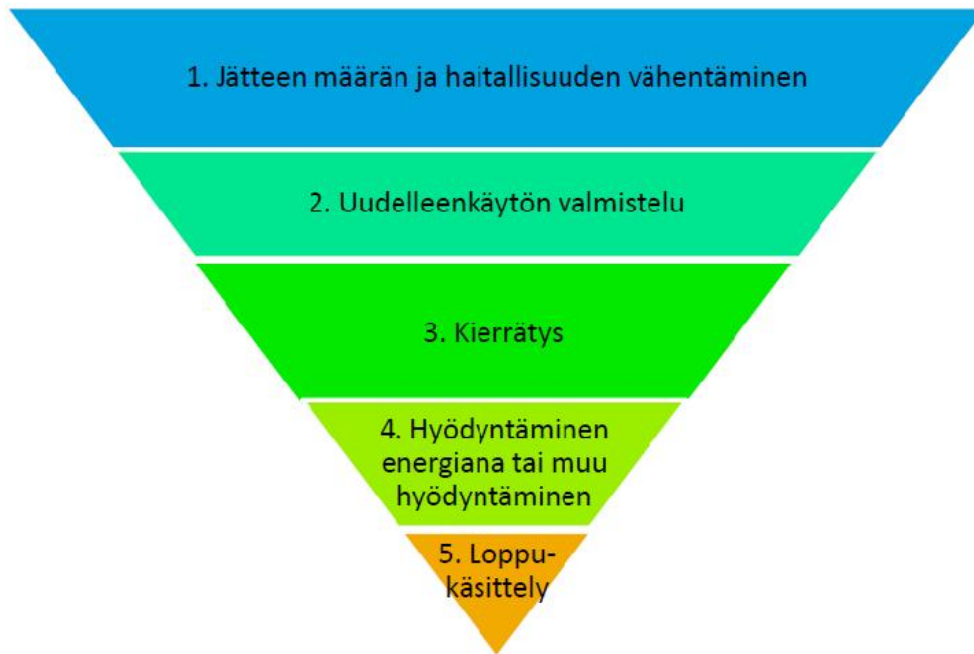 1. Jätteen määrän ja haitallisuuden vähentäminen
2. Uudelleenkäytön valmistelu
3. Kierrätys
4. Hyödyntäminen
energiana tai muu
hyödyntäminen
5. Loppu-
käsittely